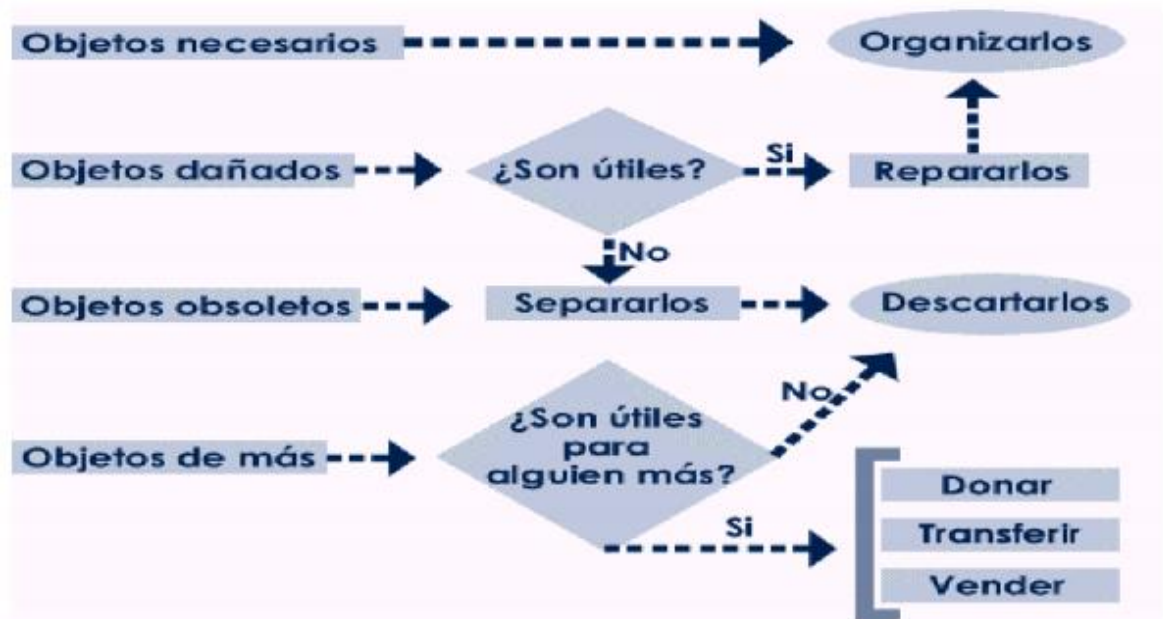 Objetos necesarios
Organizarlos
Objetos dañados
¿Son útiles?
Si
Repararlos
No
Objetos obsoletos
Separarlos
Descartarlos
Objetos de más
¿Son útiles
para
alguien más?
No
Si
Donar
Transferir
Vender